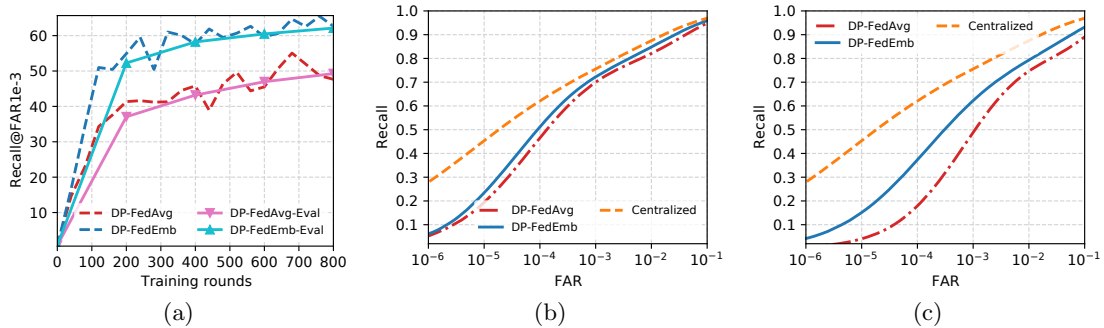 Recall@FAR1e-3
60
50
40
30
20
10
DP-FedAvg
DP-FedEmb
DP-FedAvg-Eval
DP-FedEmb-Eval
0 100 200 300 400 500 600 700 800
Training rounds
(a)
Recall
1.0
0.9
0.8
0.7
0.6
0.5
0.4
0.3
0.2
0.1
DP-FedAvg
DP-FedEmb
Centralized
10⁻⁶ 10⁻⁵ 10⁻⁴ 10⁻³ 10⁻² 10⁻¹
FAR
(b)
Recall
1.0
0.9
0.8
0.7
0.6
0.5
0.4
0.3
0.2
0.1
DP-FedAvg
DP-FedEmb
Centralized
10⁻⁶ 10⁻⁵ 10⁻⁴ 10⁻³ 10⁻² 10⁻¹
FAR
(c)